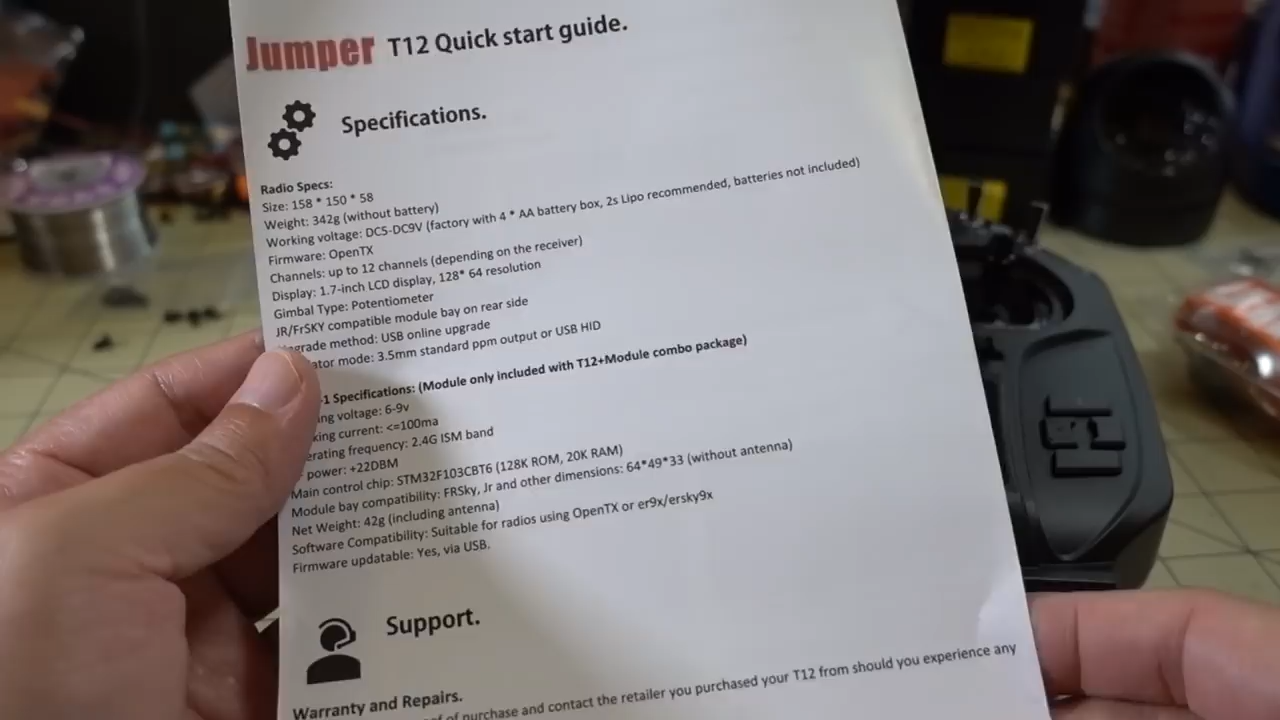 Jumper T12 Quick start guide.
Specifications.
Radio Specs:
Size: 158 * 150 * 58
Weight: 342g (without battery)
Working voltage: DC5-DC9V (factory with 4 * AA battery box, 2s Lipo recommended, batteries not included)
Firmware: OpenTX
Channels: up to 12 channels (depending on the receiver)
Display: 1.7-inch LCD display, 128* 64 resolution
Gimbal Type: Potentiometer
JR/FrSKY compatible module bay on rear side
grade method: USB online upgrade
ator mode: 3.5mm standard ppm output or USB HID
-1 Specifications: (Module only included with T12+Module combo package)
ng voltage: 6-9v
king current: <=100ma
erating frequency: 2.4G ISM band
power: +22DBM
Main control chip: STM32F103CBT6 (128K ROM, 20K RAM)
Module bay compatibility: FRSky, Jr and other dimensions: 64*49*33 (without antenna)
Net Weight: 42g (including antenna)
Software Compatibility: Suitable for radios using OpenTX or er9x/ersky9x
Firmware updatable: Yes, via USB.
Support.
Warranty and Repairs.
of purchase and contact the retailer you purchased your T12 from should you experience any